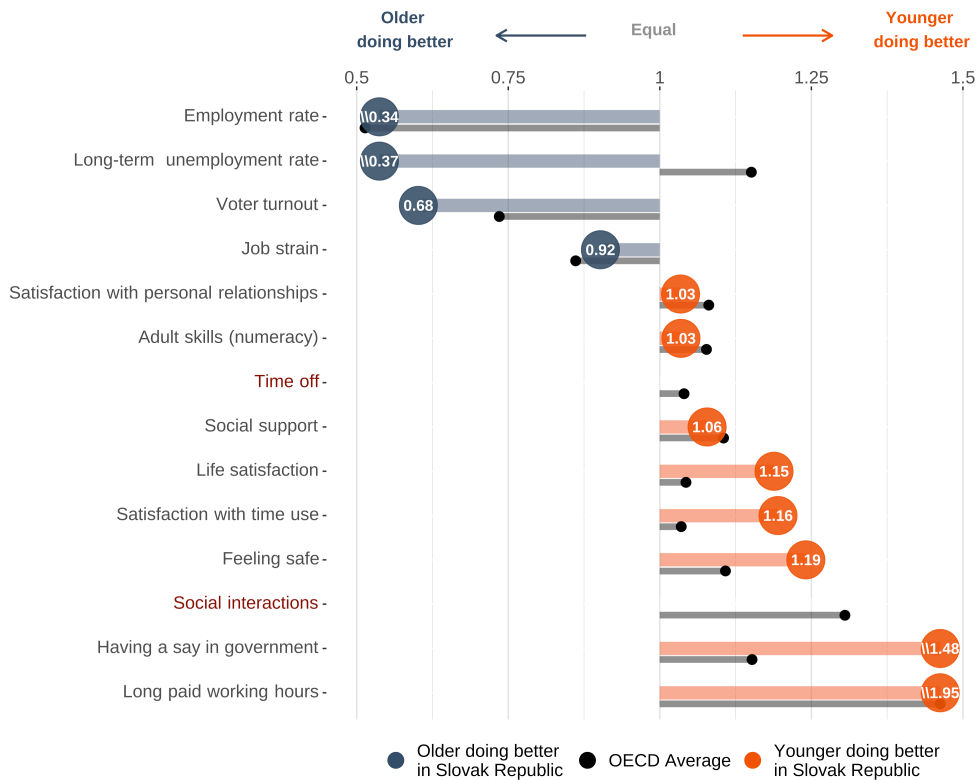 Older
doing better
Equal
Younger
doing better
0.5 0.75 1 1.25 1.5
Employment rate \\0.34
Long-term unemployment rate \\0.37
Voter turnout 0.68
Job strain 0.92
Satisfaction with personal relationships 1.03
Adult skills (numeracy) 1.03
Time off
Social support 1.06
Life satisfaction 1.15
Satisfaction with time use 1.16
Feeling safe 1.19
Social interactions
Having a say in government \\1.48
Long paid working hours \\1.95
Older doing better
in Slovak Republic
OECD Average
Younger doing better
in Slovak Republic